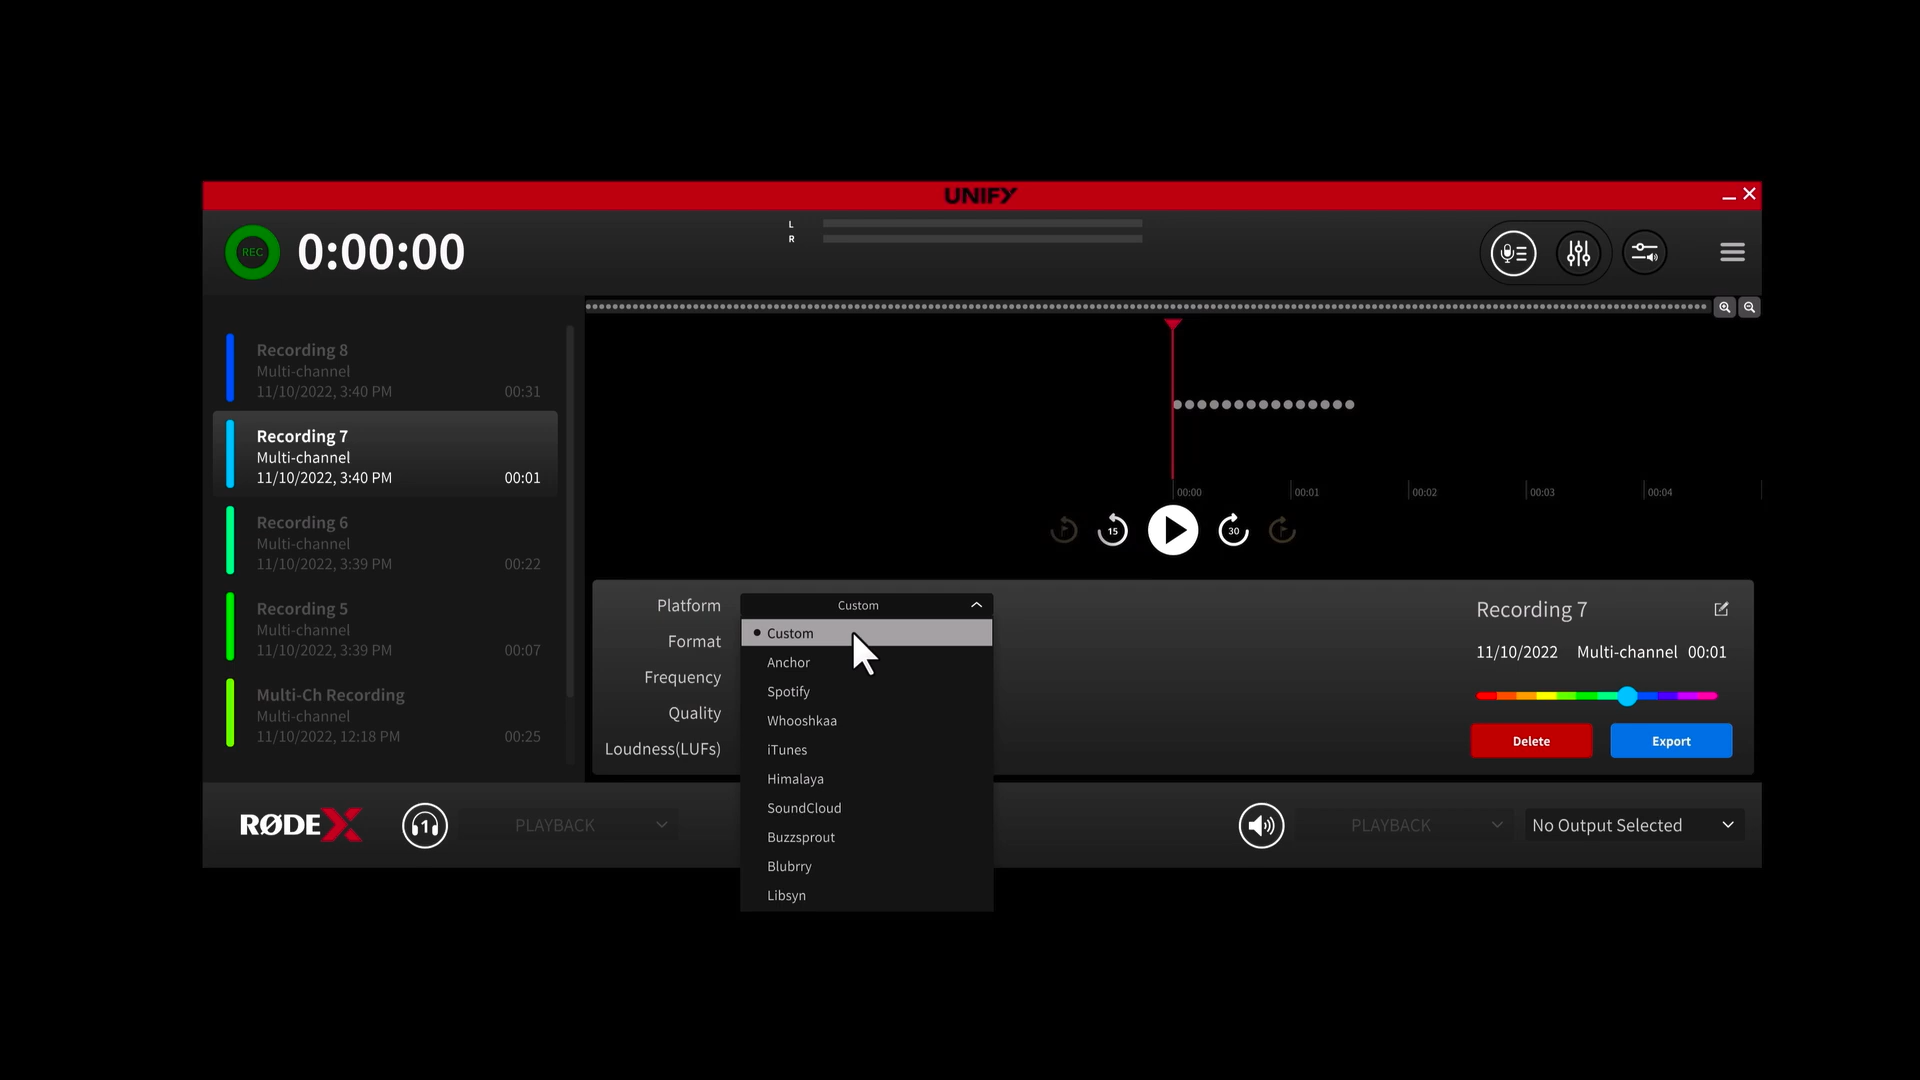 UNIFY
REC
0:00:00
L
R
Recording 8
Multi-channel
11/10/2022, 3:40 PM 00:31
Recording 7
Multi-channel
11/10/2022, 3:40 PM 00:01
Recording 6
Multi-channel
11/10/2022, 3:39 PM 00:22
Recording 5
Multi-channel
11/10/2022, 3:39 PM 00:07
Multi-Ch Recording
Multi-channel
11/10/2022, 12:18 PM 00:25
00:00 00:01 00:02 00:03 00:04
15 30
Platform Custom
Format
Frequency
Quality
Loudness(LUFs)
Custom
Anchor
Spotify
Whooshkaa
iTunes
Himalaya
SoundCloud
Buzzsprout
Blubrry
Libsyn
Recording 7
11/10/2022 Multi-channel 00:01
Delete Export
RØDEX
1
PLAYBACK
PLAYBACK
No Output Selected